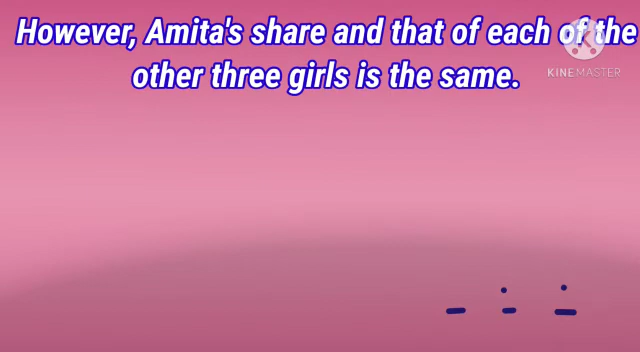 However, Amita's share and that of each of the
other three girls is the same.
KINEMASTER